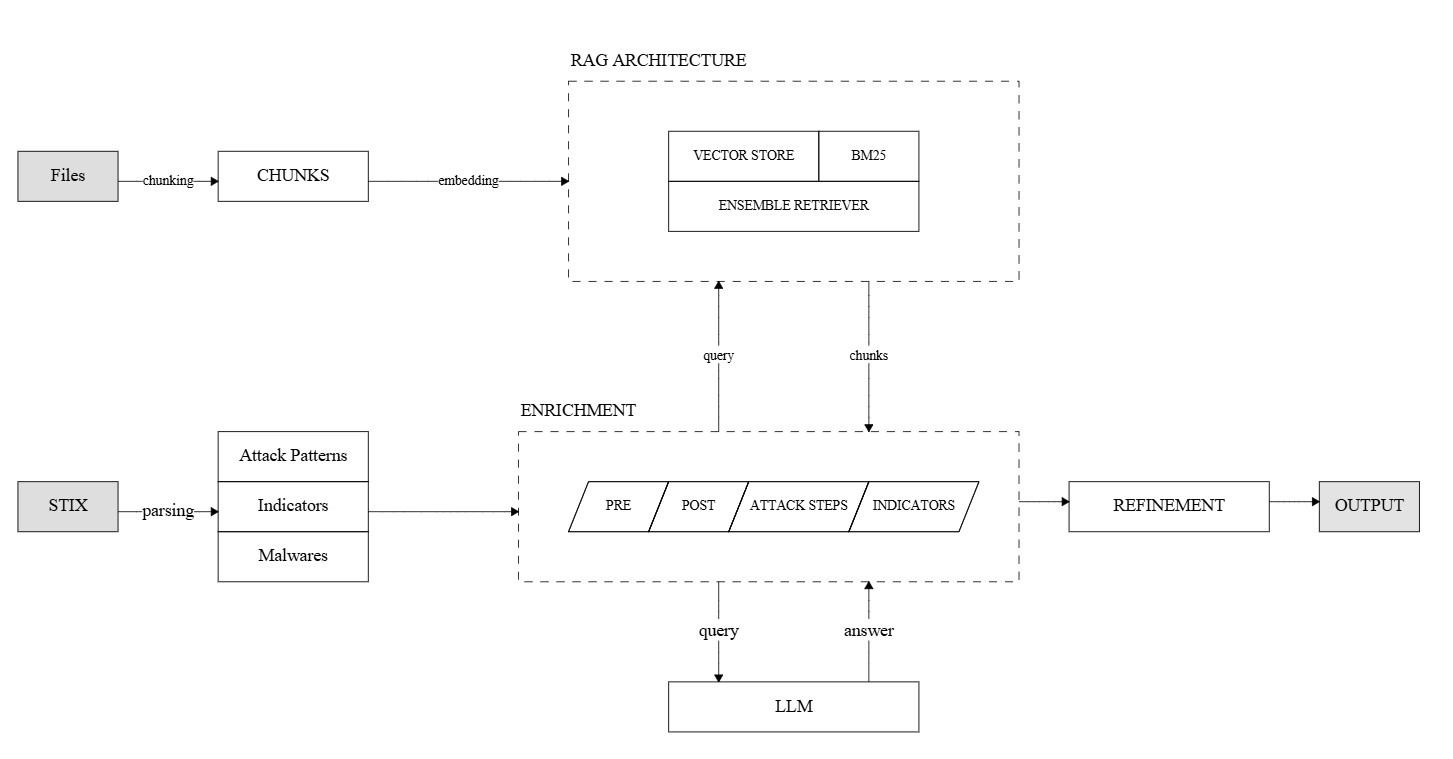 RAG ARCHITECTURE
VECTOR STORE
BM25
Files
chunking
CHUNKS
embedding
ENSEMBLE RETRIEVER
query
chunks
ENRICHMENT
Attack Patterns
STIX
parsing
Indicators
Malwares
PRE
POST
ATTACK STEPS
INDICATORS
REFINEMENT
OUTPUT
query
answer
LLM